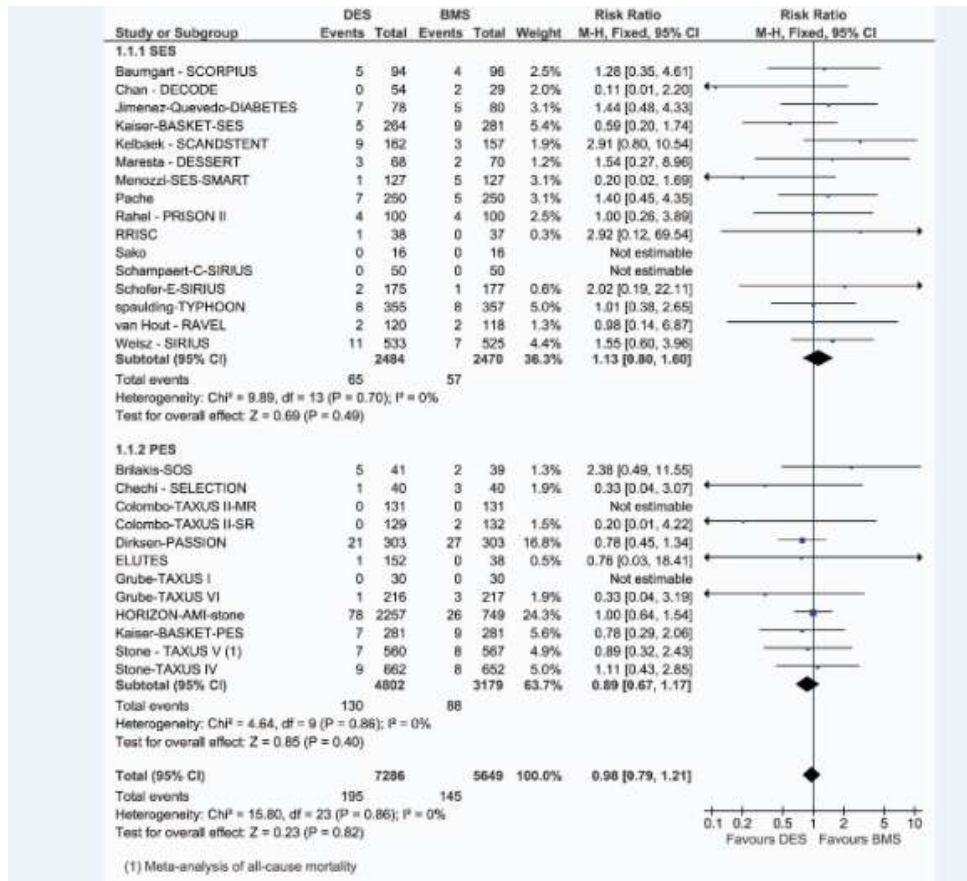 DES BMS Risk Ratio Risk Ratio
Study or Subgroup Events Total Events Total Weight M-H, Fixed, 95% CI M-H, Fixed, 95% CI
1.1.1 SES
Baumgart - SCORPIUS 5 94 4 96 2.5% 1.28 [0.35, 4.61]
Chan - DECODE 0 54 2 29 2.0% 0.11 [0.01, 2.20]
Jimenez-Quevedo-DIABETES 7 78 5 80 3.1% 1.44 [0.48, 4.33]
Kaiser-BASKET-SES 5 264 9 281 5.4% 0.59 [0.20, 1.74]
Kelbaek - SCANDSTENT 9 162 3 157 1.9% 2.91 [0.80, 10.54]
Maresta - DESSERT 3 68 2 70 1.2% 1.54 [0.27, 8.96]
Menozzi-SES-SMART 1 127 5 127 3.1% 0.20 [0.02, 1.69]
Pache 7 250 5 250 3.1% 1.40 [0.45, 4.35]
Rahel - PRISON II 4 100 4 100 2.5% 1.00 [0.26, 3.89]
RRISC 1 38 0 37 0.3% 2.92 [0.12, 69.54]
Sako 0 16 0 16 Not estimable
Schampaert-C-SIRIUS 0 50 0 50 Not estimable
Schofer-E-SIRIUS 2 175 1 177 0.6% 2.02 [0.19, 22.11]
spaulding-TYPHOON 8 355 8 357 5.0% 1.01 [0.38, 2.65]
van Hout - RAVEL 2 120 2 118 1.3% 0.98 [0.14, 6.87]
Weisz - SIRIUS 11 533 7 525 4.4% 1.55 [0.60, 3.96]
Subtotal (95% CI) 2484 2470 36.3% 1.13 [0.80, 1.60]
Total events 65 57
Heterogeneity: Chi² = 9.89, df = 13 (P = 0.70); I² = 0%
Test for overall effect: Z = 0.69 (P = 0.49)
1.1.2 PES
Brilakis-SOS 5 41 2 39 1.3% 2.38 [0.49, 11.55]
Chechi - SELECTION 1 40 3 40 1.9% 0.33 [0.04, 3.07]
Colombo-TAXUS II-MR 0 131 0 131 Not estimable
Colombo-TAXUS II-SR 0 129 2 132 1.5% 0.20 [0.01, 4.22]
Dirksen-PASSION 21 303 27 303 16.8% 0.78 [0.45, 1.34]
ELUTES 1 152 0 38 0.5% 0.76 [0.03, 18.41]
Grube-TAXUS I 0 30 0 30 Not estimable
Grube-TAXUS VI 1 216 3 217 1.9% 0.33 [0.04, 3.19]
HORIZON-AMI-stone 78 2257 26 749 24.3% 1.00 [0.64, 1.54]
Kaiser-BASKET-PES 7 281 9 281 5.6% 0.78 [0.29, 2.06]
Stone - TAXUS V (1) 7 560 8 567 4.9% 0.89 [0.32, 2.43]
Stone-TAXUS IV 9 662 8 652 5.0% 1.11 [0.43, 2.85]
Subtotal (95% CI) 4802 3179 63.7% 0.89 [0.67, 1.17]
Total events 130 88
Heterogeneity: Chi² = 4.64, df = 9 (P = 0.86); I² = 0%
Test for overall effect: Z = 0.85 (P = 0.40)
Total (95% CI) 7286 5649 100.0% 0.98 [0.79, 1.21]
Total events 195 145
Heterogeneity: Chi² = 15.80, df = 23 (P = 0.86); I² = 0%
Test for overall effect: Z = 0.23 (P = 0.82)
0.1 0.2 0.5 1 2 5 10
Favours DES Favours BMS
(1) Meta-analysis of all-cause mortality